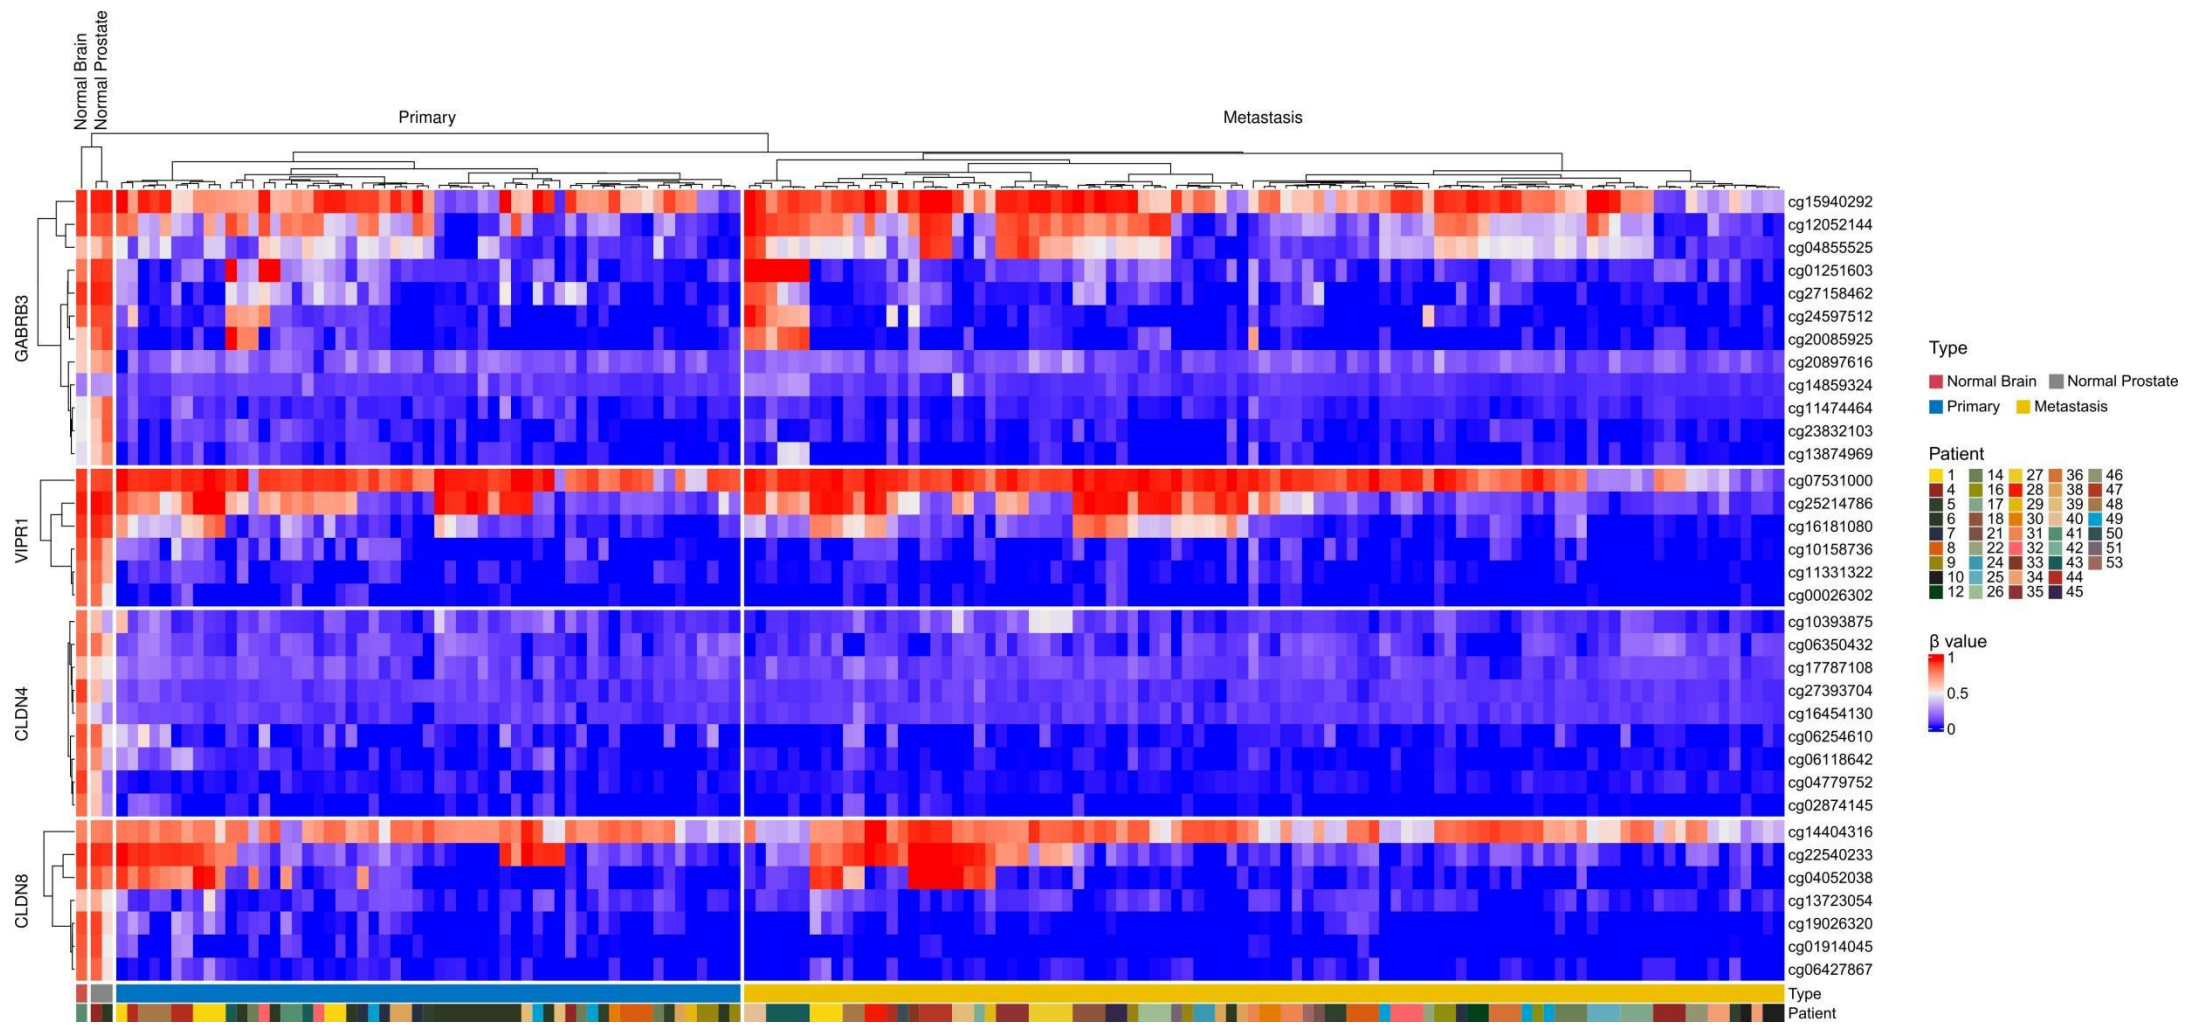 Normal Brain
Normal Prostate
Primary
Metastasis
GABRB3
cg15940292
cg12052144
cg04855525
cg01251603
cg27158462
cg24597512
cg20085925
cg20897616
cg14859324
cg11474464
cg23832103
cg13874969
VIPR1
cg07531000
cg25214786
cg16181080
cg10158736
cg11331322
cg00026302
CLDN4
cg10393875
cg06350432
cg17787108
cg27393704
cg16454130
cg06254610
cg06118642
cg04779752
cg02874145
CLDN8
cg14404316
cg22540233
cg04052038
cg13723054
cg19026320
cg01914045
cg06427867
Type
Patient
Type
Normal Brain Normal Prostate
Primary Metastasis
Patient
1 14 27 36 46
4 16 28 38 47
5 17 29 39 48
6 18 30 40 49
7 21 31 41 50
8 22 32 42 51
9 24 33 43 53
10 25 34 44
12 26 35 45
β value
1
0.5
0